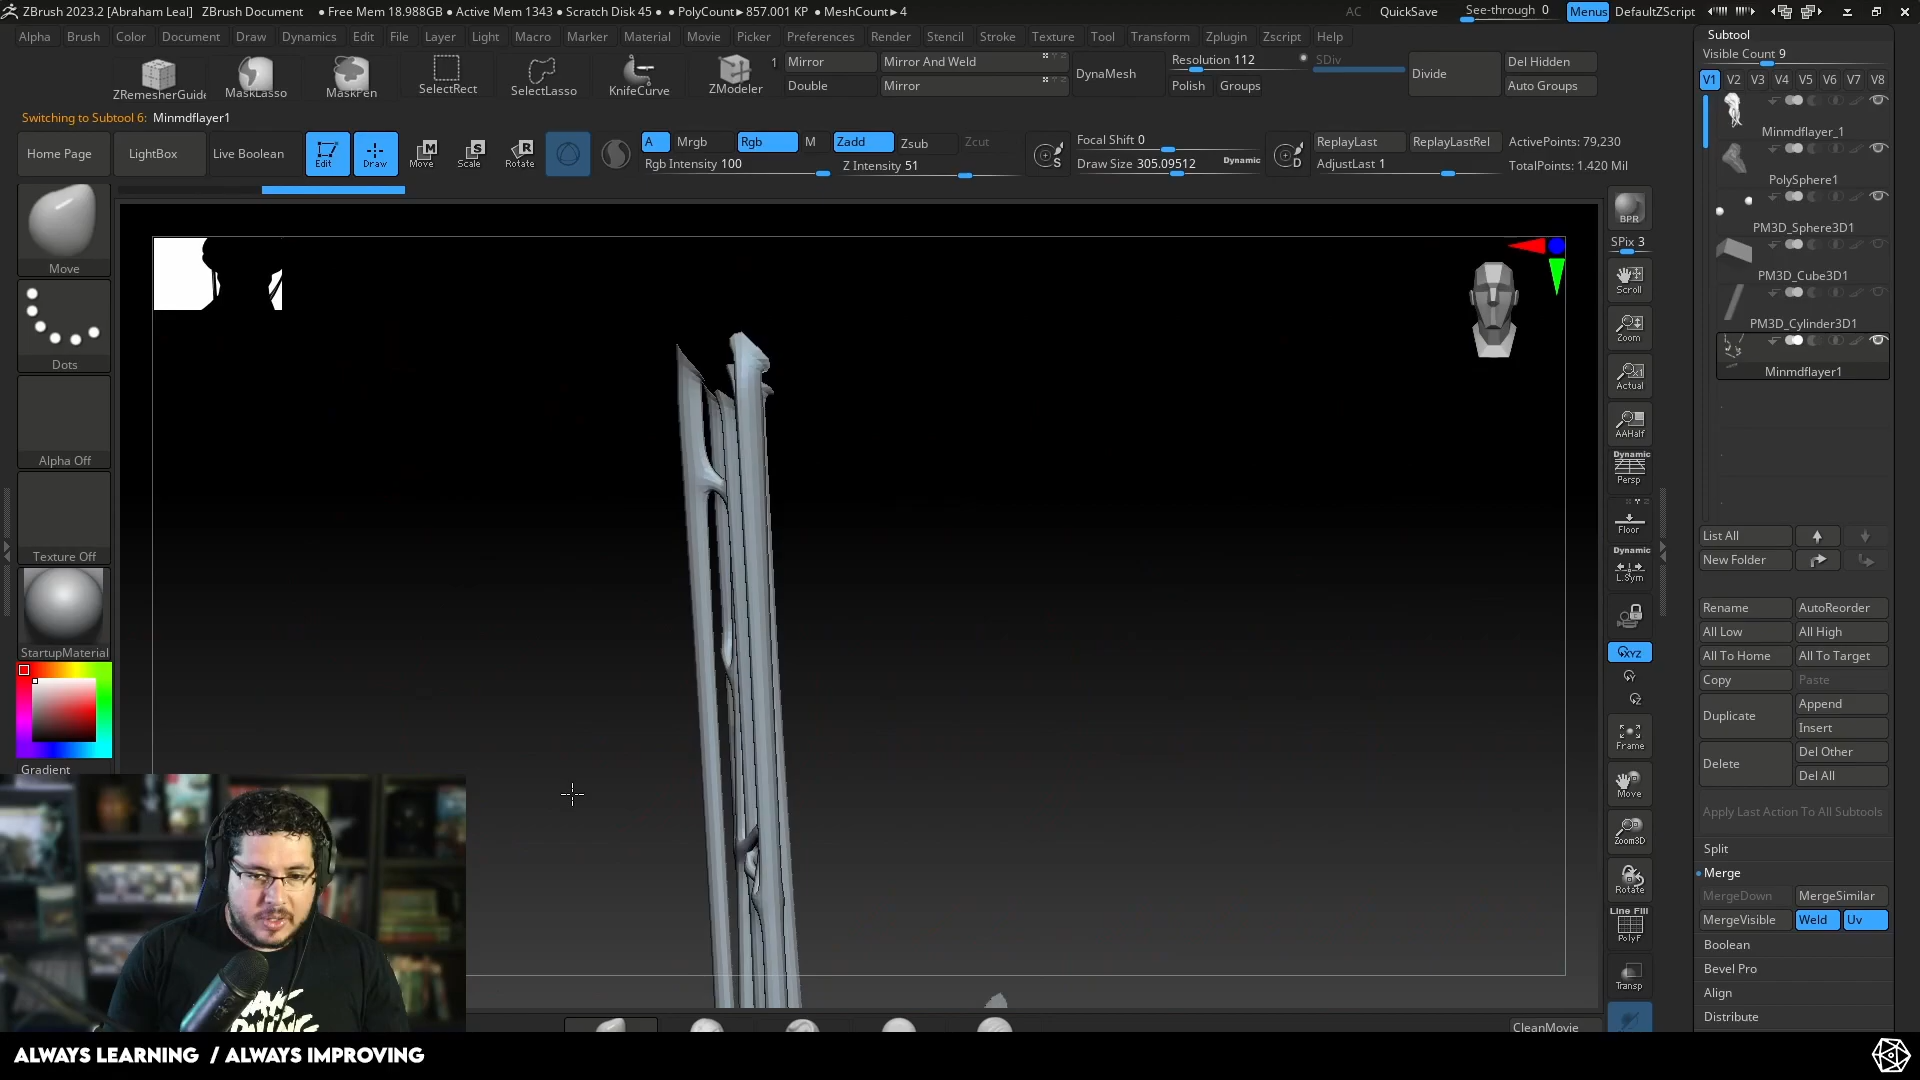 ZBrush 2023.2 [Abraham Leal] ZBrush Document • Free Mem 18.988GB • Active Mem 1343 • Scratch Disk 45 • • PolyCount▸ 857.001 KP • MeshCount▸ 4 AC QuickSave See-through 0 Menus DefaultZScript
Alpha Brush Color Document Draw Dynamics Edit File Layer Light Macro Marker Material Movie Picker Preferences Render Stencil Stroke Texture Tool Transform Zplugin Zscript Help
ZRemesherGuide MaskLasso MaskPen SelectRect SelectLasso KnifeCurve ZModeler 1
Mirror Mirror And Weld DynaMesh Resolution 112 SDiv Divide Del Hidden
Double Mirror Polish Groups Auto Groups
Switching to Subtool 6: Minmdflayer1
Home Page LightBox Live Boolean Edit Draw Move Scale Rotate
A Mrgb Rgb M Zadd Zsub Zcut Focal Shift 0 ReplayLast ReplayLastRel ActivePoints: 79,230
Rgb Intensity 100 Z Intensity 51 Draw Size 305.09512 Dynamic AdjustLast 1 TotalPoints: 1.420 Mil
S
D
M
S
R
Move
Dots
Alpha Off
Texture Off
StartupMaterial
Gradient
BPR
SPix 3
Scroll
Zoom
Actual
AAHalf
Dynamic
Persp
Floor
Dynamic
L.Sym
XYZ
Y
Z
Frame
Move
Zoom3D
Rotate
Line Fill
PolyF
Transp
Subtool
Visible Count 9
V1 V2 V3 V4 V5 V6 V7 V8
Minmdflayer_1
PolySphere1
PM3D_Sphere3D1
PM3D_Cube3D1
PM3D_Cylinder3D1
Minmdflayer1
List All
New Folder
Rename AutoReorder
All Low All High
All To Home All To Target
Copy Paste
Duplicate Append
Insert
Delete Del Other
Del All
Apply Last Action To All Subtools
Split
Merge
MergeDown MergeSimilar
MergeVisible Weld Uv
Boolean
Bevel Pro
Align
Distribute
CleanMovie
ALWAYS LEARNING / ALWAYS IMPROVING